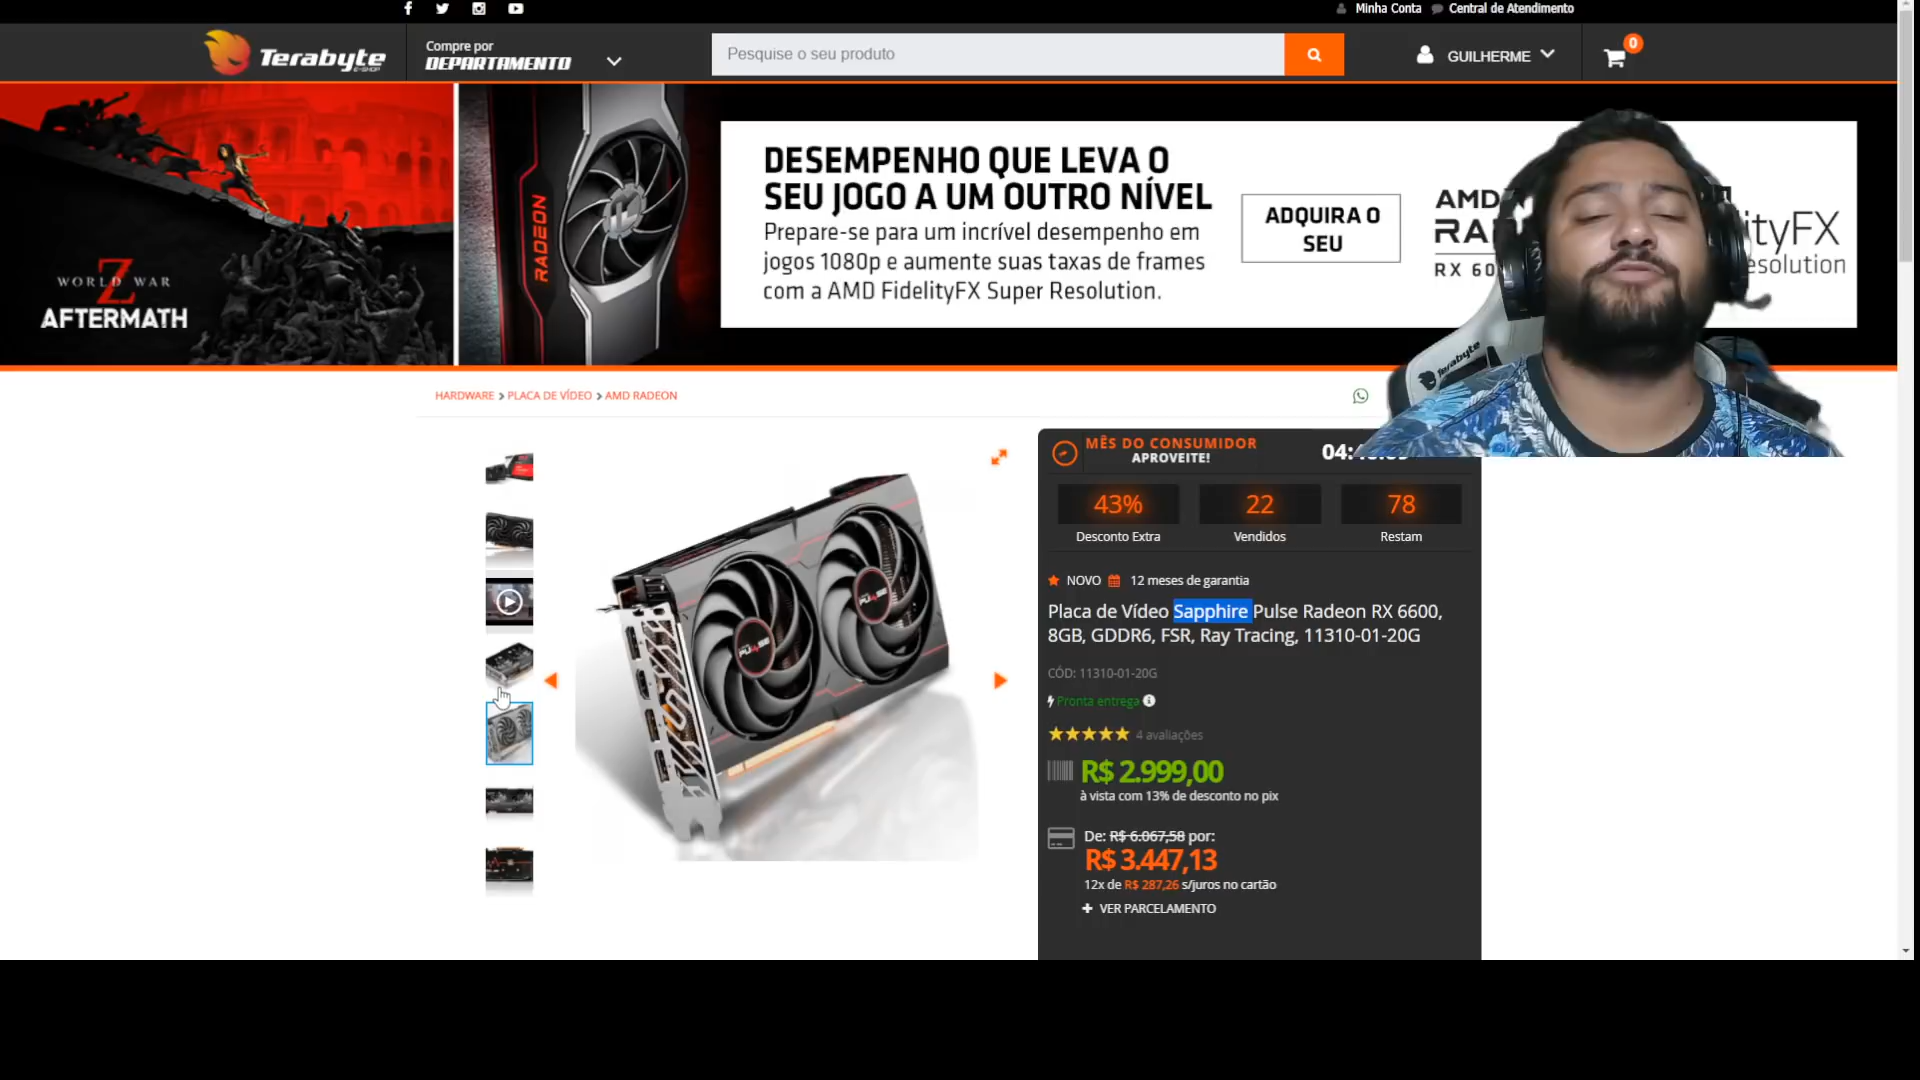 Minha Conta
Central de Atendimento
Terabyte
E-SHOP
Compre por
DEPARTAMENTO
Pesquise o seu produto
GUILHERME
0
WORLD WAR
Z
AFTERMATH
RADEON
DESEMPENHO QUE LEVA O
SEU JOGO A UM OUTRO NÍVEL
Prepare-se para um incrível desempenho em
jogos 1080p e aumente suas taxas de frames
com a AMD FidelityFX Super Resolution.
ADQUIRA O
SEU
AMD
RX
Terabyte
HARDWARE > PLACA DE VÍDEO > AMD RADEON
MÊS DO CONSUMIDOR
APROVEITE!
43%
Desconto Extra
22
Vendidos
78
Restam
NOVO
12 meses de garantia
Placa de Vídeo Sapphire Pulse Radeon RX 6600,
8GB, GDDR6, FSR, Ray Tracing, 11310-01-20G
CÓD: 11310-01-20G
Pronta entrega
4 avaliações
R$ 2.999,00
à vista com 13% de desconto no pix
De: R$ 6.067,58 por:
R$ 3.447,13
12x de R$ 287,26 s/juros no cartão
+ VER PARCELAMENTO
PULSE
PULSE